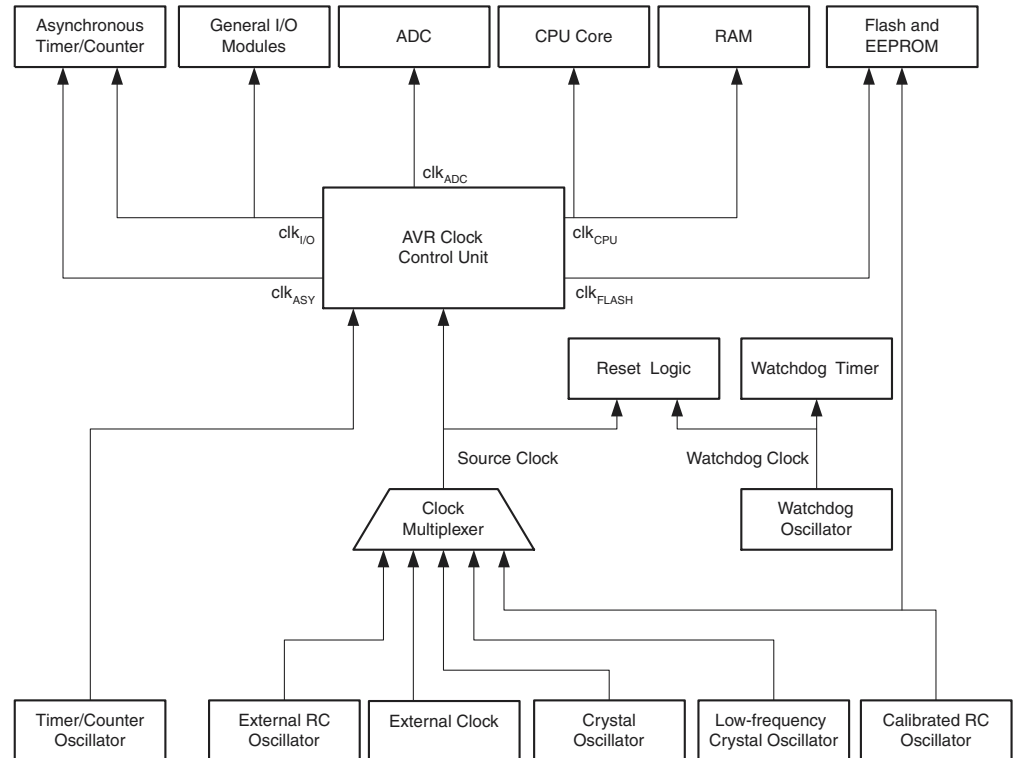 Asynchronous
Timer/Counter
General I/O
Modules
ADC
CPU Core
RAM
Flash and
EEPROM
clkADC
clkI/O
AVR Clock
Control Unit
clkCPU
clkASY
clkFLASH
Reset Logic
Watchdog Timer
Source Clock
Watchdog Clock
Clock
Multiplexer
Watchdog
Oscillator
Timer/Counter
Oscillator
External RC
Oscillator
External Clock
Crystal
Oscillator
Low-frequency
Crystal Oscillator
Calibrated RC
Oscillator